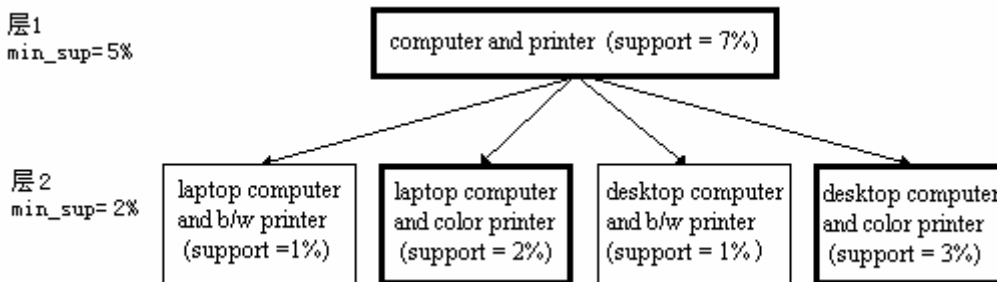 层1
min_sup=5%
computer and printer (support = 7%)
层2
min_sup=2%
laptop computer
and b/w printer
(support =1%)
laptop computer
and color printer
(support = 2%)
desktop computer
and b/w printer
(support = 1%)
desktop computer
and color printer
(support = 3%)